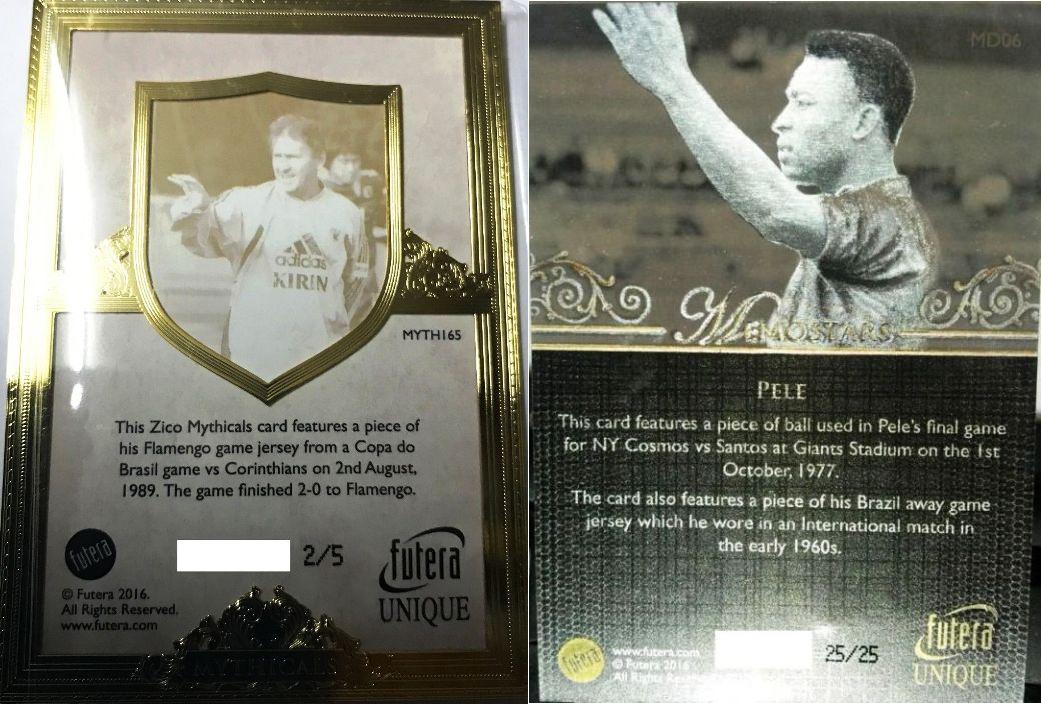 adidas
KIRIN
MYTH165
This Zico Mythicals card features a piece of
his Flamengo game jersey from a Copa do
Brasil game vs Corinthians on 2nd August,
1989. The game finished 2-0 to Flamengo.
futera
2/5
futera
UNIQUE
© Futera 2016.
All Rights Reserved.
www.futera.com
MYTHICALS
MD06
MEMOSTARS
PELE
This card features a piece of ball used in Pele's final game
for NY Cosmos vs Santos at Giants Stadium on the 1st
October, 1977.
The card also features a piece of his Brazil away game
jersey which he wore in an International match in
the early 1960s.
futera
www.futera.com
© Futera 2016
All Rights
25/25
futera
UNIQUE